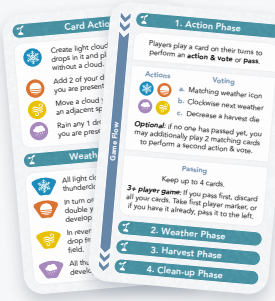 Card Actio
Create light cloud
drops in it and pl
without a cloud.
Add 2 of your d
you are present
Move a cloud y
an adjacent sp
Rain any 1 dr
you are pres
Weath
All light cl
thunderclo
In turn o
double y
develop
In rever
drop fr
field.
All th
develo
Game Flow
1. Action Phase
Players play a card on their turns to
perform an action & vote or pass.
Actions
Voting
a. Matching weather icon
b. Clockwise next weather
c. Decrease a harvest die
Optional: if no one has passed yet, you
may additionally play 2 matching cards
to perform a second action & vote.
Passing
Keep up to 4 cards.
3+ player game: If you pass first, discard
all your cards. Take first player marker, or
if you have it already, pass it to the left.
2. Weather Phase
3. Harvest Phase
4. Clean-up Phase